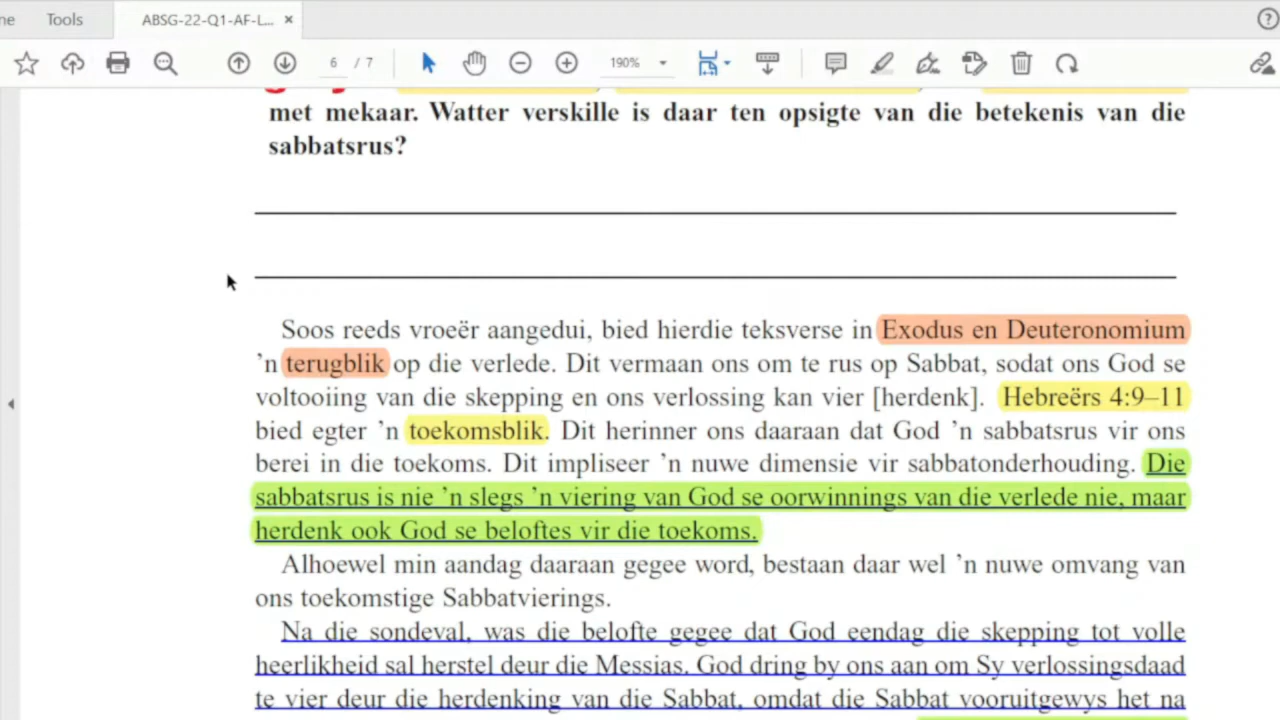 ne Tools ABSG-22-Q1-AF-L... ×
6 / 7 190%
met mekaar. Watter verskille is daar ten opsigte van die betekenis van die
sabbatsrus?
Soos reeds vroeër aangedui, bied hierdie teksverse in Exodus en Deuteronomium
’n terugblik op die verlede. Dit vermaan ons om te rus op Sabbat, sodat ons God se
voltooiing van die skepping en ons verlossing kan vier [herdenk]. Hebreërs 4:9–11
bied egter ’n toekomsblik. Dit herinner ons daaraan dat God ’n sabbatsrus vir ons
berei in die toekoms. Dit impliseer ’n nuwe dimensie vir sabbatonderhouding. Die
sabbatsrus is nie ’n slegs ’n viering van God se oorwinnings van die verlede nie, maar
herdenk ook God se beloftes vir die toekoms.
Alhoewel min aandag daaraan gegee word, bestaan daar wel ’n nuwe omvang van
ons toekomstige Sabbatvierings.
Na die sondeval, was die belofte gegee dat God eendag die skepping tot volle
heerlikheid sal herstel deur die Messias. God dring by ons aan om Sy verlossingsdaad
te vier deur die herdenking van die Sabbat, omdat die Sabbat vooruitgewys het na